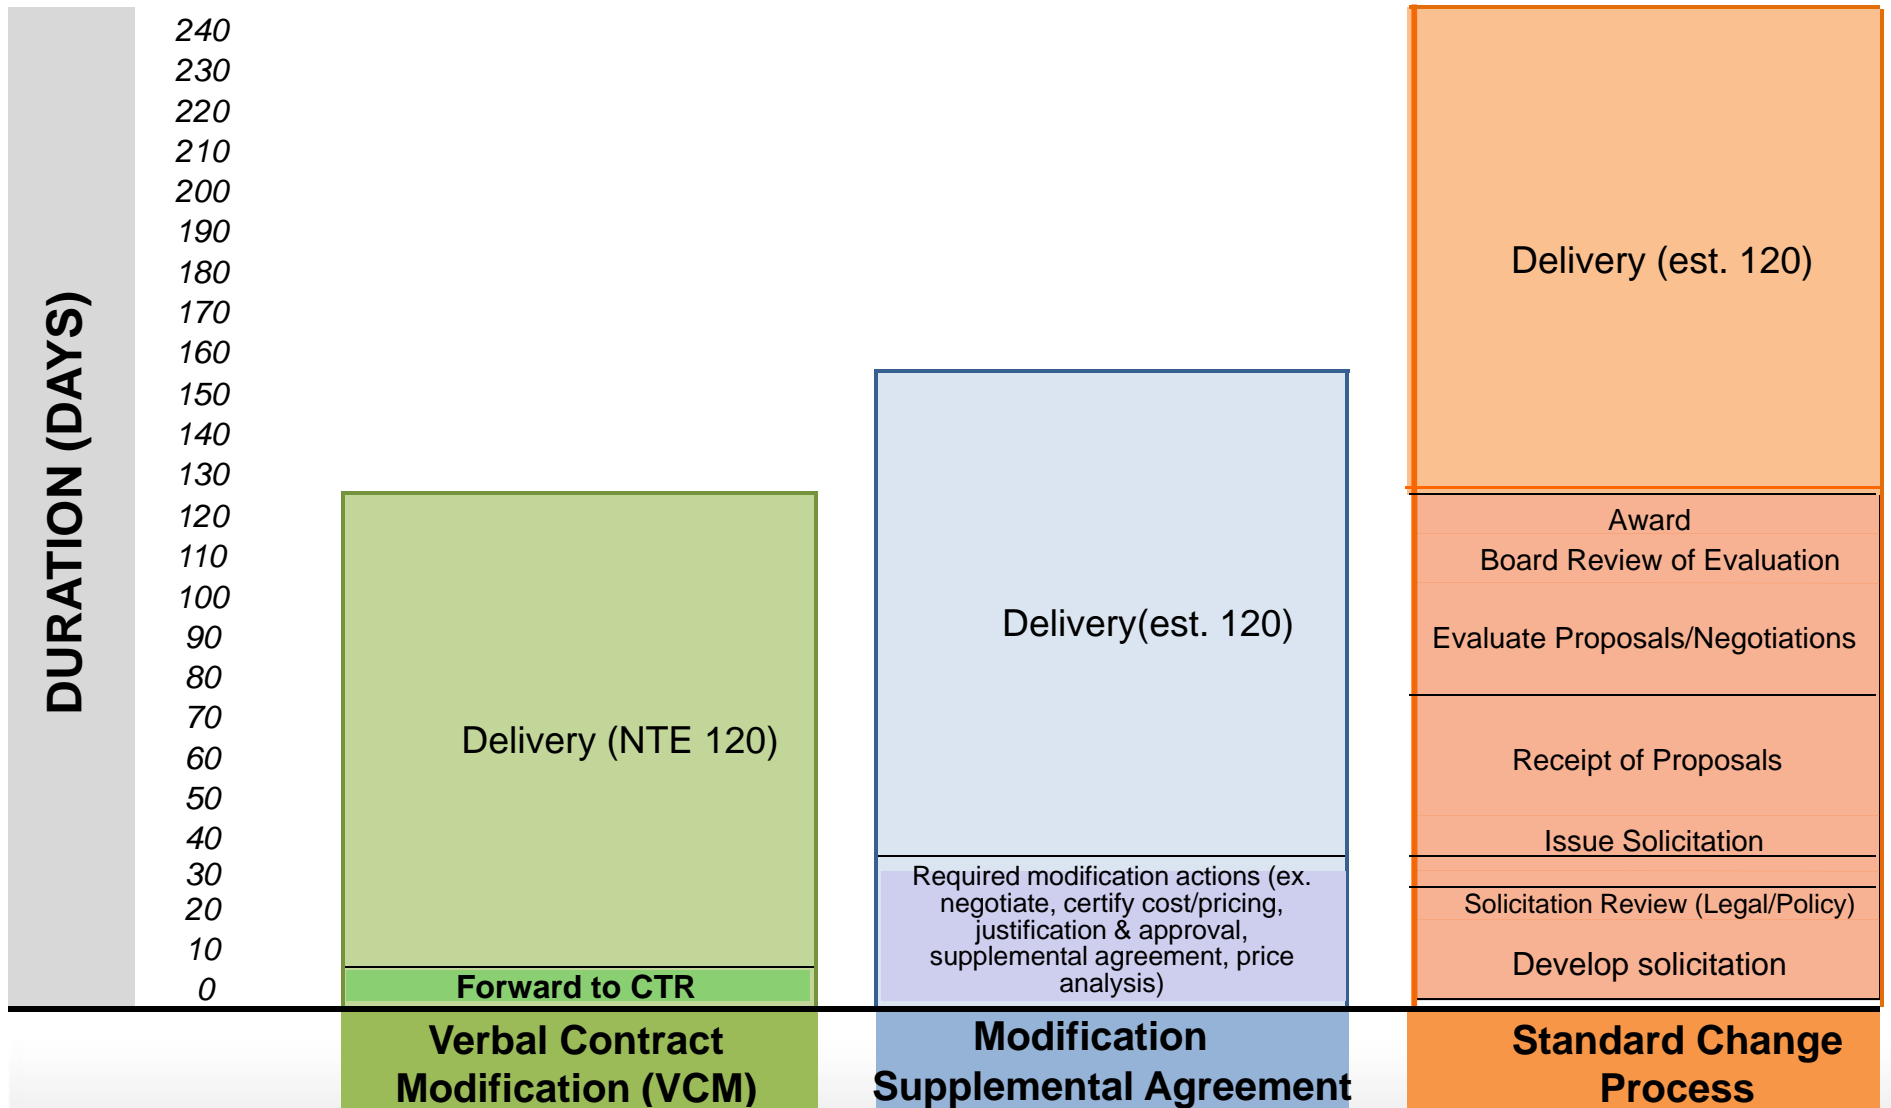 DURATION (DAYS)
240
230
220
210
200
190
180
170
160
150
140
130
120
110
100
90
80
70
60
50
40
30
20
10
0
Delivery (NTE 120)
Forward to CTR
Verbal Contract
Modification (VCM)
Delivery(est. 120)
Required modification actions (ex.
negotiate, certify cost/pricing,
justification & approval,
supplemental agreement, price
analysis)
Modification
Supplemental Agreement
Delivery (est. 120)
Award
Board Review of Evaluation
Evaluate Proposals/Negotiations
Receipt of Proposals
Issue Solicitation
Solicitation Review (Legal/Policy)
Develop solicitation
Standard Change
Process